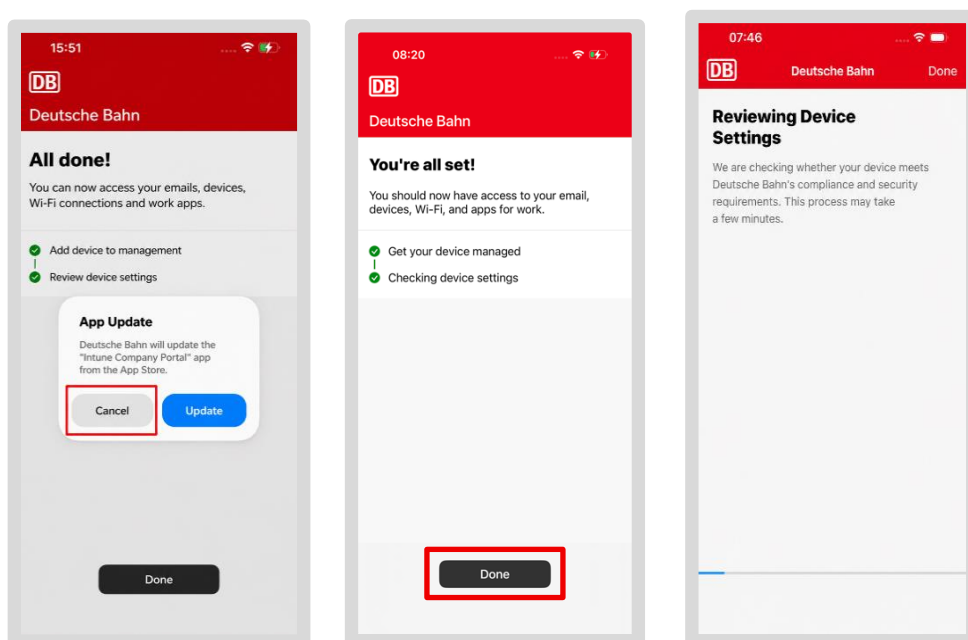 15:51
DB
Deutsche Bahn
All done!
You can now access your emails, devices,
Wi-Fi connections and work apps.
Add device to management
Review device settings
App Update
Deutsche Bahn will update the
"Intune Company Portal" app
from the App Store.
Cancel
Update
Done
08:20
DB
Deutsche Bahn
You're all set!
You should now have access to your email,
devices, Wi-Fi, and apps for work.
Get your device managed
Checking device settings
Done
07:46
DB
Deutsche Bahn
Done
Reviewing Device
Settings
We are checking whether your device meets
Deutsche Bahn's compliance and security
requirements. This process may take
a few minutes.